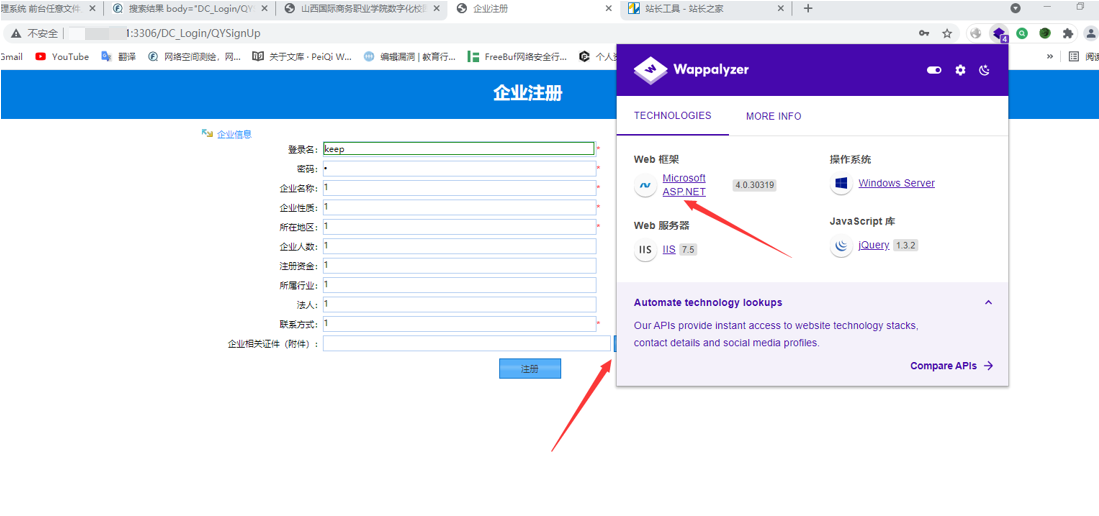 理系统 前台任意文件
搜索结果 body="DC_Login/QYSi
山西国际商务职业学院数字化校园
企业注册
站长工具 - 站长之家
不安全
1:3306/DC_Login/QYSignUp
4
Gmail
YouTube
翻译
网络空间测绘，网...
关于文库 · PeiQi W...
编辑漏洞 | 教育行...
FreeBuf网络安全行...
个人资
»
阅读
企业注册
企业信息
登录名：
keep
*
密码：
•
*
企业名称：
1
*
企业性质：
1
*
所在地区：
1
*
企业人数：
1
注册资金：
1
所属行业：
1
法人：
1
联系方式：
1
*
企业相关证件（附件）：
注册
Wappalyzer
TECHNOLOGIES
MORE INFO
Web 框架
Microsoft
ASP.NET
4.0.30319
操作系统
Windows Server
Web 服务器
IIS
IIS
7.5
JavaScript 库
jQuery
1.3.2
Automate technology lookups
Our APIs provide instant access to website technology stacks,
contact details and social media profiles.
Compare APIs